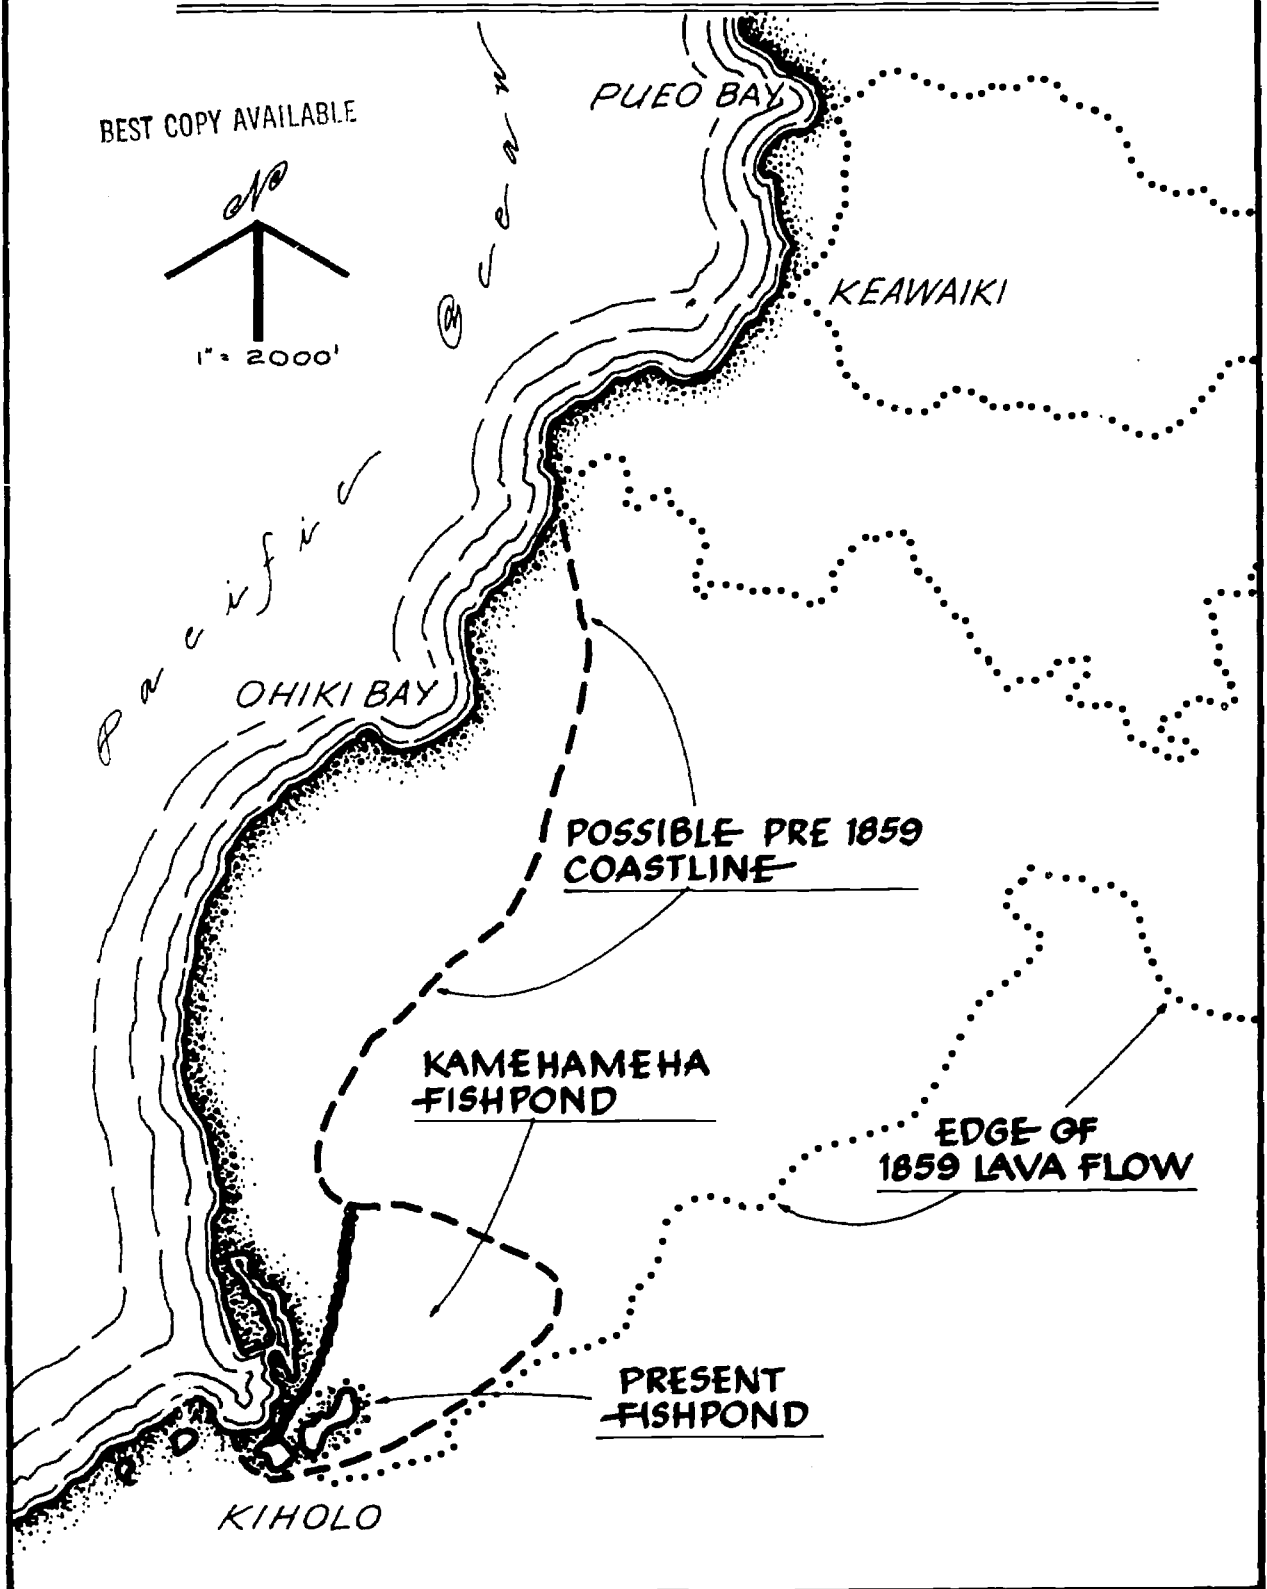 BEST COPY AVAILABLE
N
1" = 2000'
Pacific Ocean
PUEO BAY
KEAWAIKI
OHIKI BAY
POSSIBLE PRE 1859
COASTLINE
KAMEHAMEHA
FISHPOND
EDGE OF
1859 LAVA FLOW
PRESENT
FISHPOND
KIHOLO